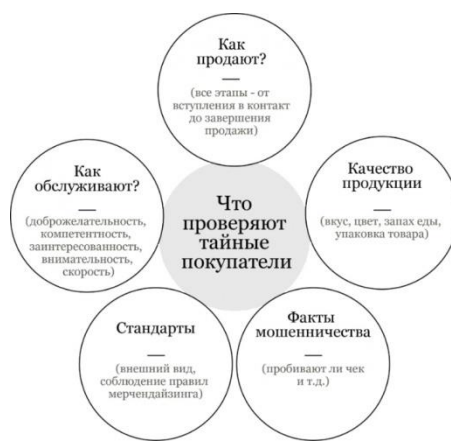 Как
продают?
(все этапы - от
вступления в контакт
до завершения
продажи)
Как
обслуживают?
(доброжелательность,
компетентность,
заинтересованность,
внимательность,
скорость)
Что
проверяют
тайные
покупатели
Качество
продукции
(вкус, цвет, запах еды,
упаковка товара)
Стандарты
(внешний вид,
соблюдение правил
мерчендайзинга)
Факты
мошенничества
(пробивают ли чек
и т.д.)